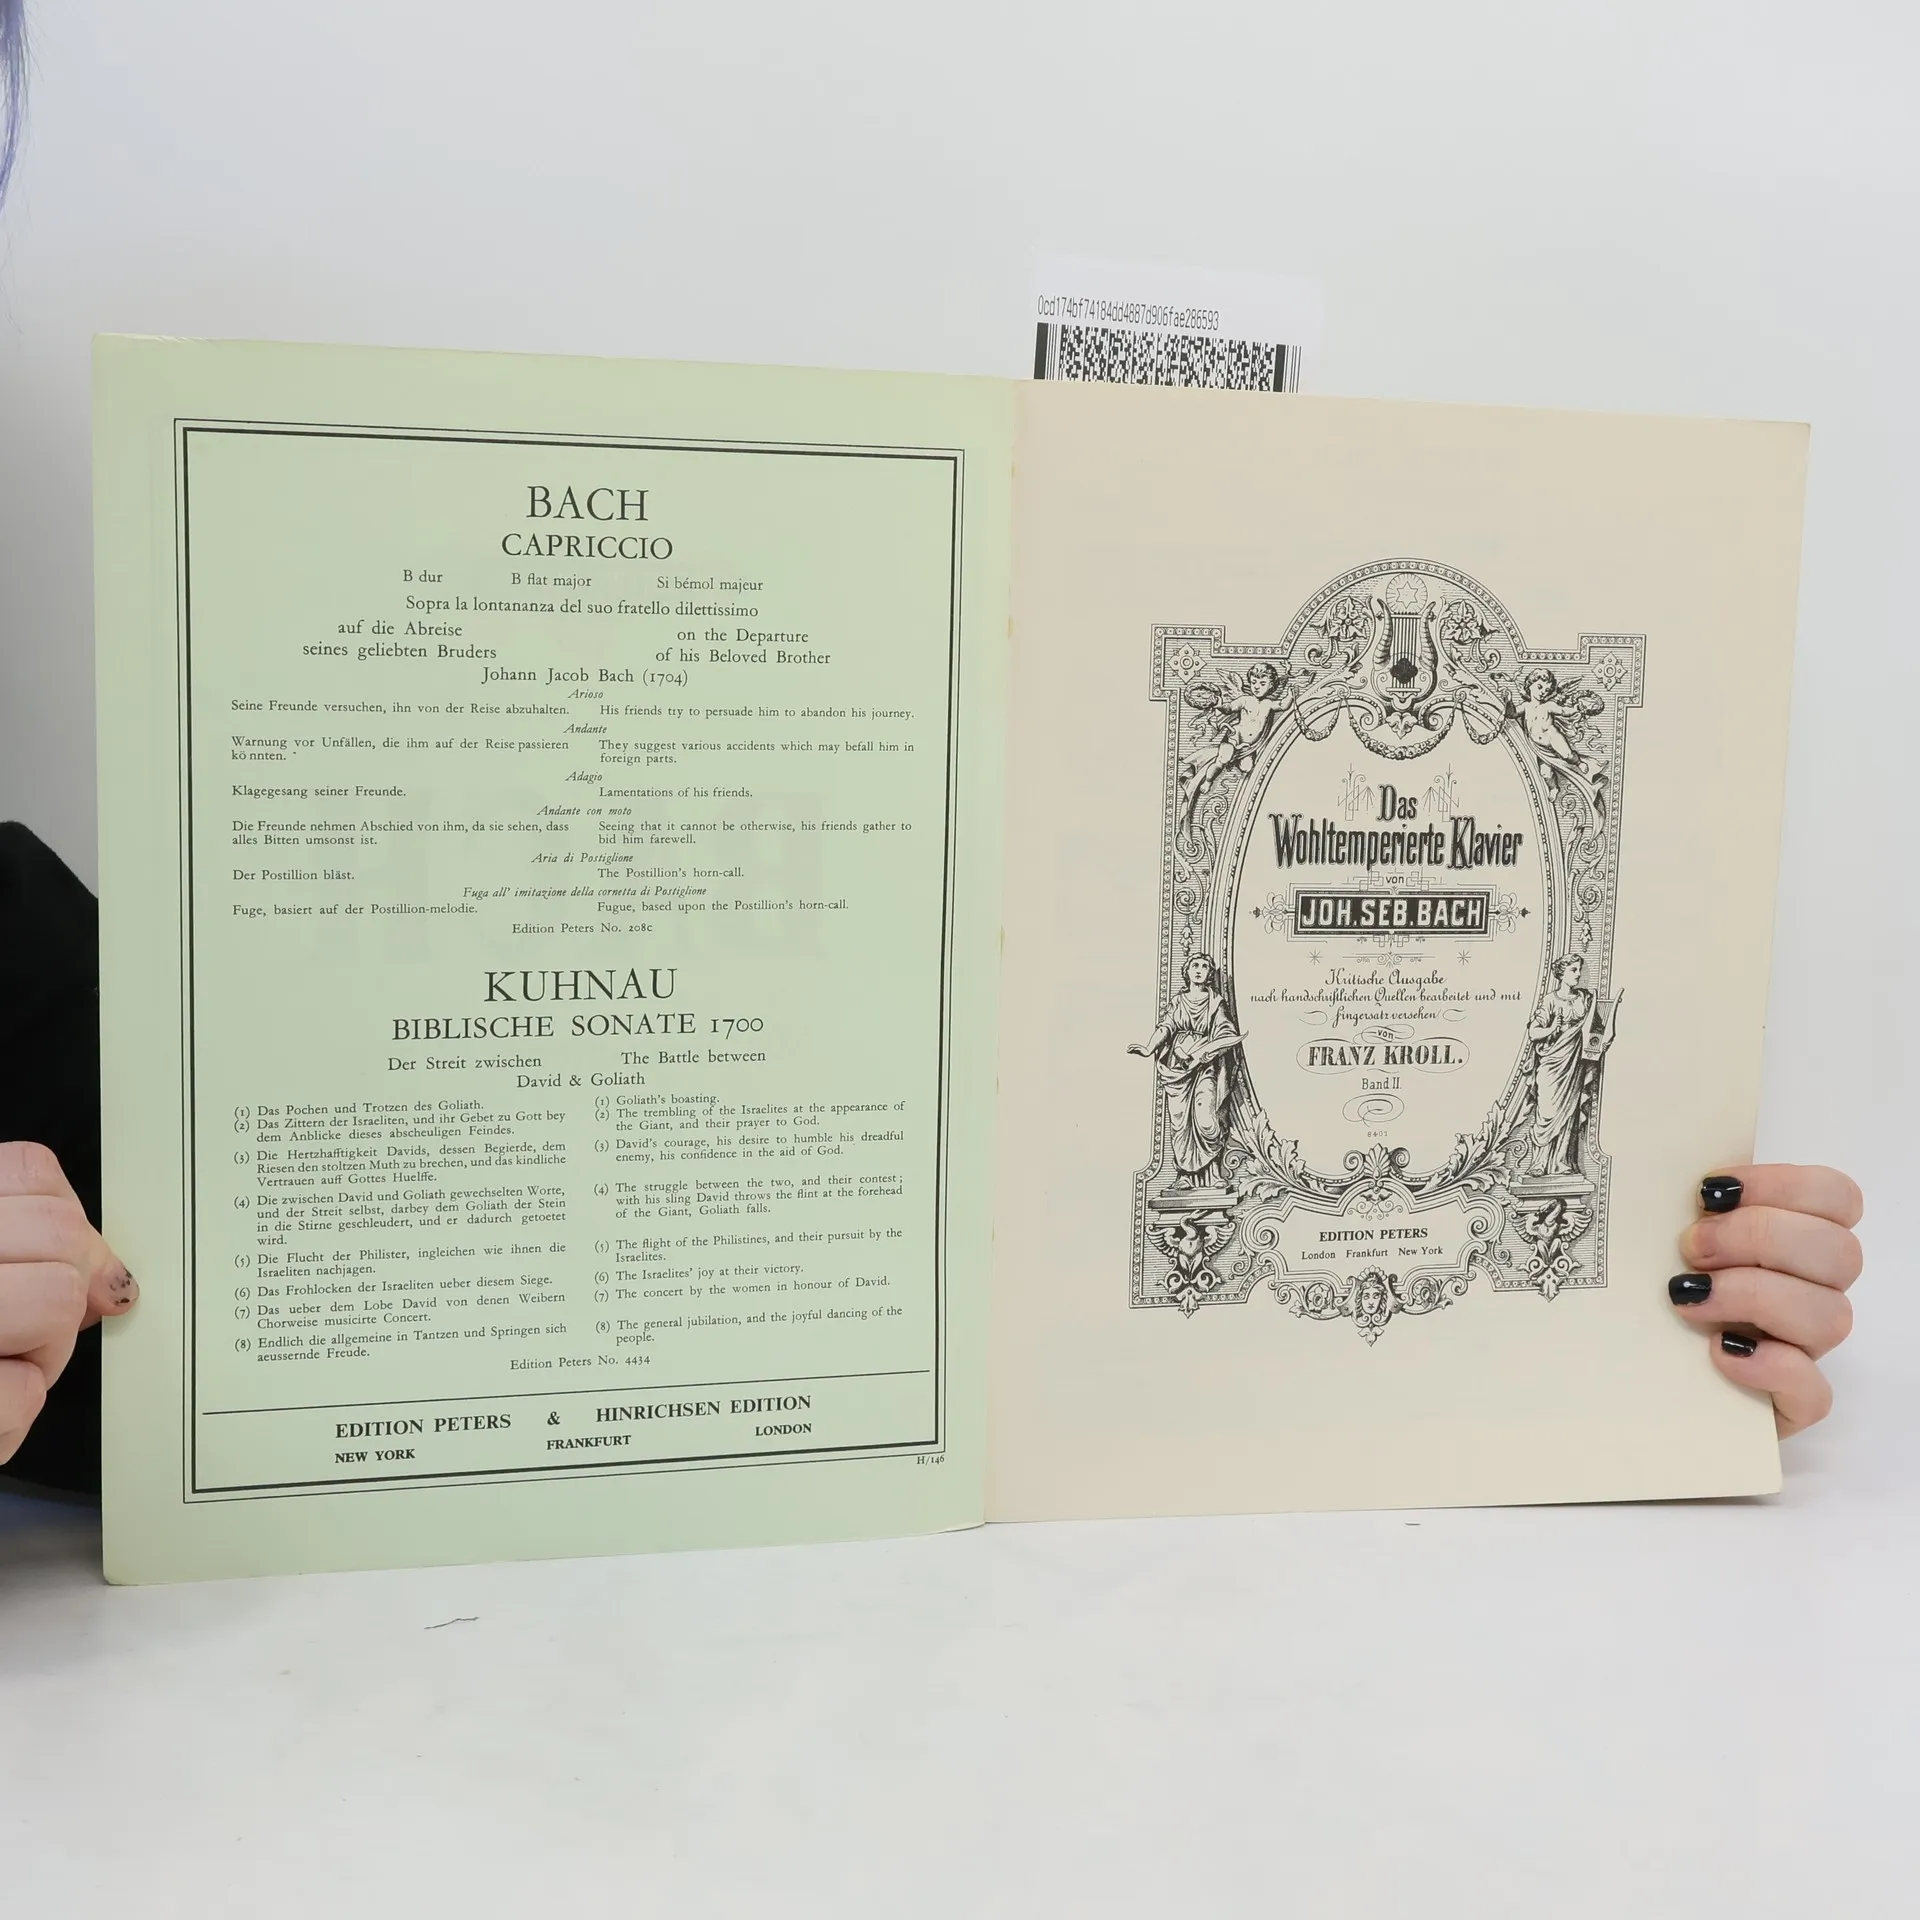 0cd174bf74184dd4887d906fae286593
BACH
CAPRICCIO
B dur B flat major Si bémol majeur
Sopra la lontananza del suo fratello dilettissimo
auf die Abreise on the Departure
seines geliebten Bruders of his Beloved Brother
Johann Jacob Bach (1704)
Arioso
Seine Freunde versuchen, ihn von der Reise abzuhalten. His friends try to persuade him to abandon his journey.
Andante
Warnung vor Unfällen, die ihm auf der Reise passieren They suggest various accidents which may befall him in
kö nnten. foreign parts.
Adagio
Klagegesang seiner Freunde. Lamentations of his friends.
Andante con moto
Die Freunde nehmen Abschied von ihm, da sie sehen, dass Seeing that it cannot be otherwise, his friends gather to
alles Bitten umsonst ist. bid him farewell.
Aria di Postiglione
Der Postillion bläst. The Postillion's horn-call.
Fuga all' imitazione della cornetta di Postiglione
Fuge, basiert auf der Postillion-melodie. Fugue, based upon the Postillion's horn-call.
Edition Peters No. 208c
KUHNAU
BIBLISCHE SONATE 1700
Der Streit zwischen The Battle between
David & Goliath
(1) Das Pochen und Trotzen des Goliath.
(2) Das Zittern der Israeliten, und ihr Gebet zu Gott bey
dem Anblicke dieses abscheuligen Feindes.
(3) Die Hertzhafftigkeit Davids, dessen Begierde, dem
Riesen den stoltzen Muth zu brechen, und das kindliche
Vertrauen auff Gottes Huelffe.
(4) Die zwischen David und Goliath gewechselten Worte,
und der Streit selbst, darbey dem Goliath der Stein
in die Stirne geschleudert, und er dadurch getoetet
wird.
(5) Die Flucht der Philister, ingleichen wie ihnen die
Israeliten nachjagen.
(6) Das Frohlocken der Israeliten ueber diesem Siege.
(7) Das ueber dem Lobe David von denen Weibern
Chorweise musicirte Concert.
(8) Endlich die allgemeine in Tantzen und Springen sich
aeussernde Freude.
(1) Goliath's boasting.
(2) The trembling of the Israelites at the appearance of
the Giant, and their prayer to God.
(3) David's courage, his desire to humble his dreadful
enemy, his confidence in the aid of God.
(4) The struggle between the two, and their contest;
with his sling David throws the flint at the forehead
of the Giant, Goliath falls.
(5) The flight of the Philistines, and their pursuit by the
Israelites.
(6) The Israelites' joy at their victory.
(7) The concert by the women in honour of David.
(8) The general jubilation, and the joyful dancing of the
people.
Edition Peters No. 4434
EDITION PETERS & HINRICHSEN EDITION
NEW YORK FRANKFURT LONDON
H/146
Das
Wohltemperierte Klavier
von
JOH. SEB. BACH
Kritische Ausgabe
nach handschriftlichen Quellen bearbeitet und mit
Fingersatz versehen
von
FRANZ KROLL.
Band II.
8401
EDITION PETERS
London Frankfurt New York